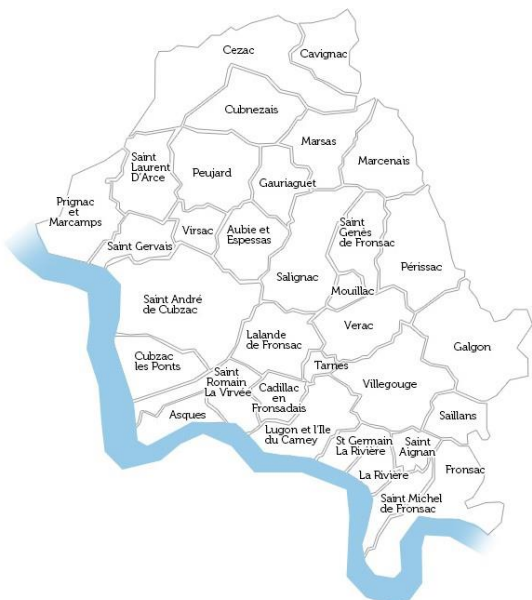 Cezac
Cavignac
Cubnezais
Marsas
Saint
Laurent
D'Arce
Peujard
Gauriaguet
Marcenais
Prignac
et
Marcamps
Saint Gervais
Virsac
Aubie et
Espessas
Saint
Genès
de Fronsac
Salignac
Périssac
Mouillac
Saint André
de Cubzac
Lalande
de Fronsac
Verac
Galgon
Cubzac
les Ponts
Saint
Romain
La Virvée
Tarnes
Cadillac
en
Fronsadais
Villegouge
Asques
Lugon et l'Ile
du Carney
St Germain
La Rivière
Saint
Aignan
Saillans
La Rivière
Fronsac
Saint Michel
de Fronsac